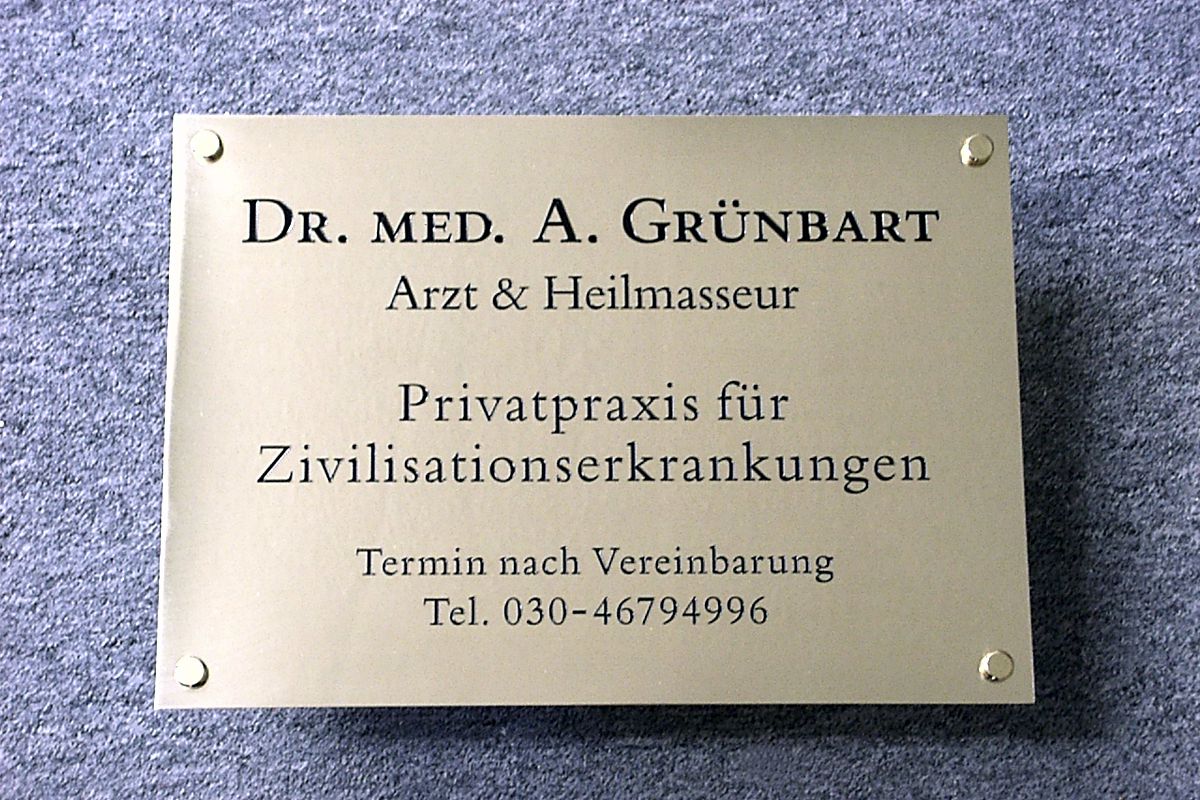 DR. MED. A. GRÜNBART
Arzt & Heilmasseur
Privatpraxis für
Zivilisationserkrankungen
Termin nach Vereinbarung
Tel. 030-46794996